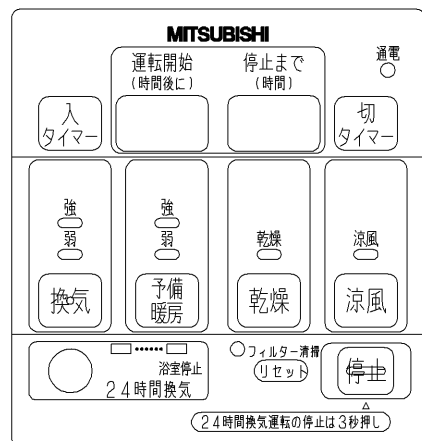 MITSUBISHI
通電
運転開始
(時間後に)
停止まで
(時間)
入
タイマー
切
タイマー
強
弱
強
弱
乾燥
涼風
換気
予備
暖房
乾燥
涼風
浴室停止
24時間換気
フィルター清掃
リセット
停止
24時間換気運転の停止は3秒押し